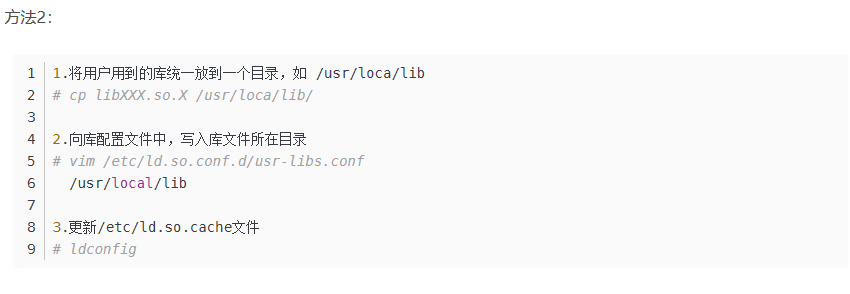 方法2：
1 1.将用户用到的库统一放到一个目录，如 /usr/loca/lib
2 # cp libXXX.so.X /usr/loca/lib/
3
4 2.向库配置文件中，写入库文件所在目录
5 # vim /etc/ld.so.conf.d/usr-libs.conf
6 /usr/local/lib
7
8 3.更新/etc/ld.so.cache文件
9 # ldconfig